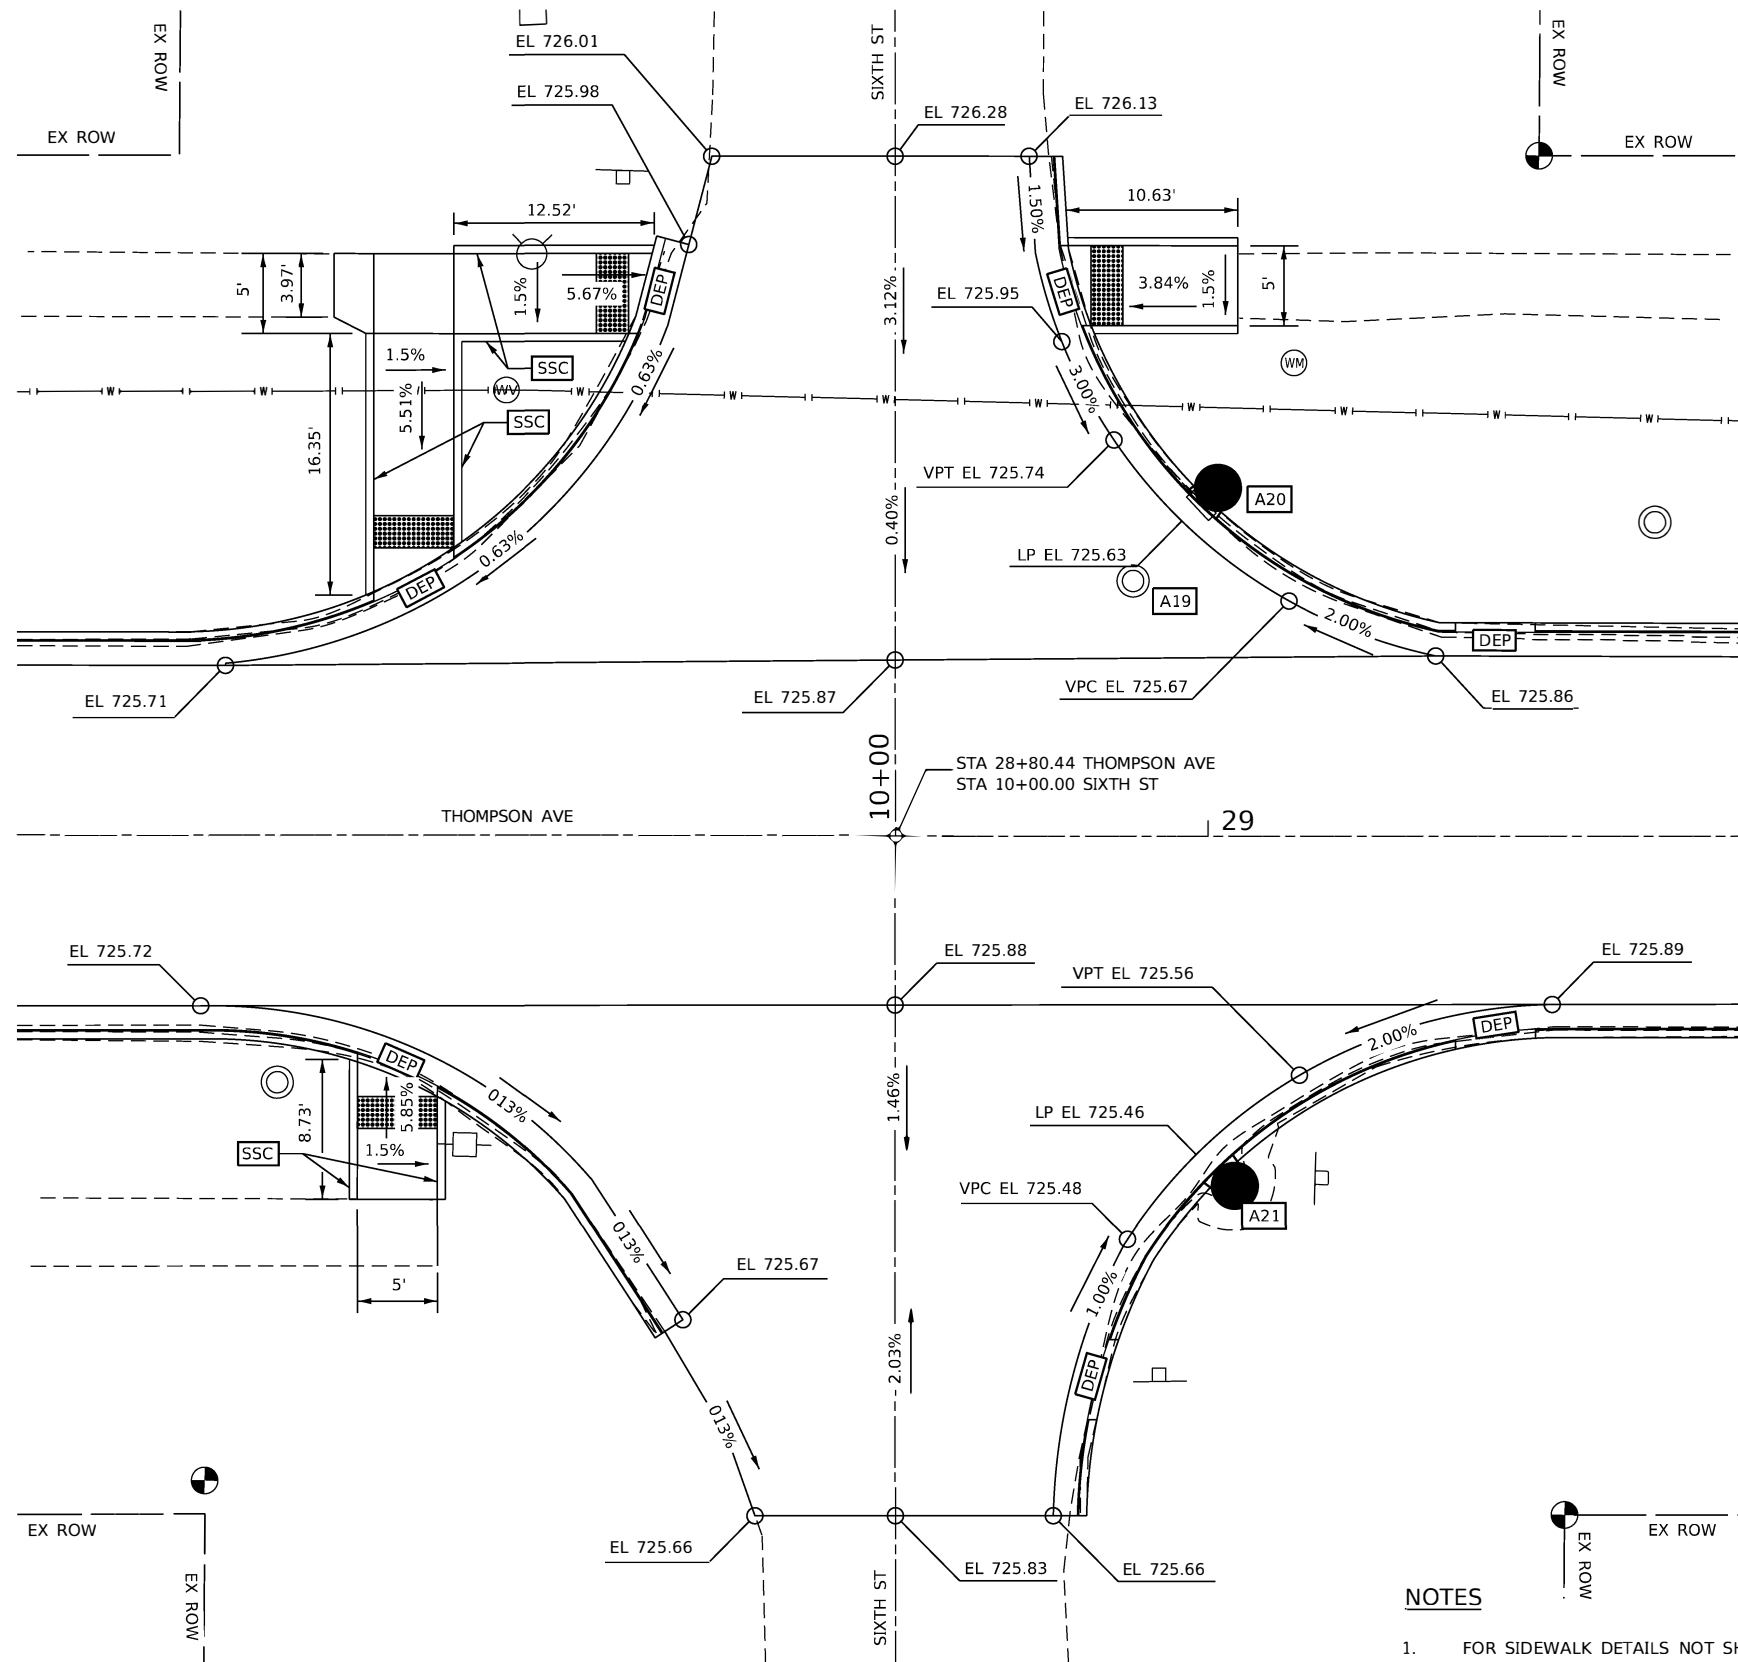 EX ROW
EL 726.01
SIXTH ST
EX ROW
EL 725.98
EL 726.28
EL 726.13
EX ROW
EX ROW
12.52'
1.50%
10.63'
5'
3.97'
1.5%
5.67%
DEP
3.12%
EL 725.95
DEP
3.84%
1.5%
5'
1.5%
SSC
0.63%
WM
5.51%
WV
W W W W W W W W W W W
3.00%
SSC
16.35'
VPT EL 725.74
A20
0.40%
0.63%
LP EL 725.63
DEP
A19
2.00%
DEP
EL 725.71
EL 725.87
VPC EL 725.67
EL 725.86
10+00
STA 28+80.44 THOMPSON AVE
STA 10+00.00 SIXTH ST
THOMPSON AVE
29
EL 725.72
EL 725.88
VPT EL 725.56
EL 725.89
DEP
2.00%
DEP
5.85%
013%
1.46%
LP EL 725.46
8.73'
SSC
1.5%
VPC EL 725.48
A21
013%
EL 725.67
5'
1.00%
2.03%
DEP
013%
EX ROW
EL 725.66
EL 725.83
EL 725.66
EX ROW
EX ROW
SIXTH ST
EX ROW
NOTES
1. FOR SIDEWALK DETAILS NOT SH